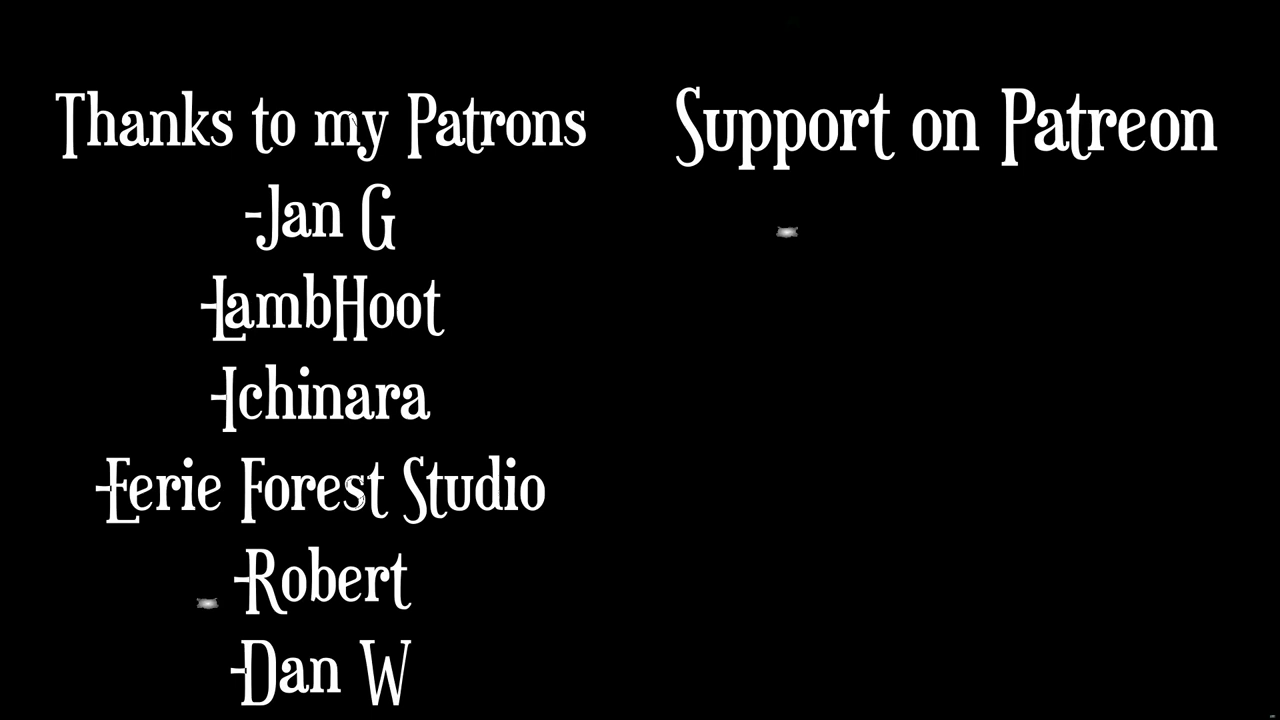 Thanks to my Patrons
-Jan G
-LambHoot
-Ichinara
-Eerie Forest Studio
-Robert
-Dan W
Support on Patreon